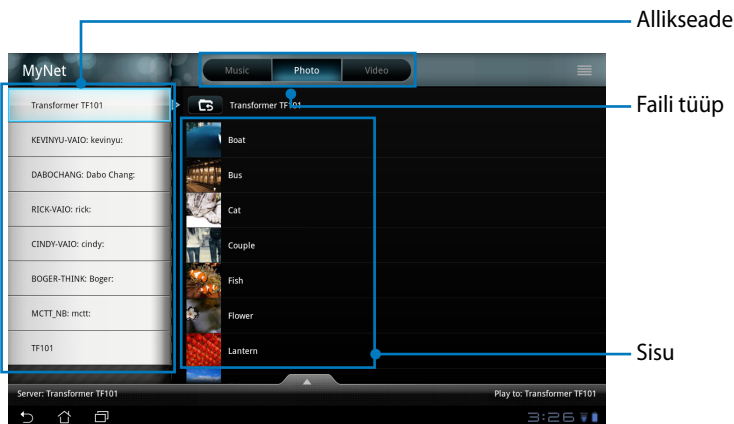 Allikseade
MyNet
Music Photo Video
Transformer TF101
Transformer TF101
Faili tüüp
KEVINYU-VAIO: kevinyu:
Boat
DABOCHANG: Dabo Chang:
Bus
RICK-VAIO: rick:
Cat
CINDY-VAIO: cindy:
Couple
BOGER-THINK: Boger:
Fish
MCTT_NB: mctt:
Flower
TF101
Lantern
Sisu
Server: Transformer TF101
Play to: Transformer TF101
3:26